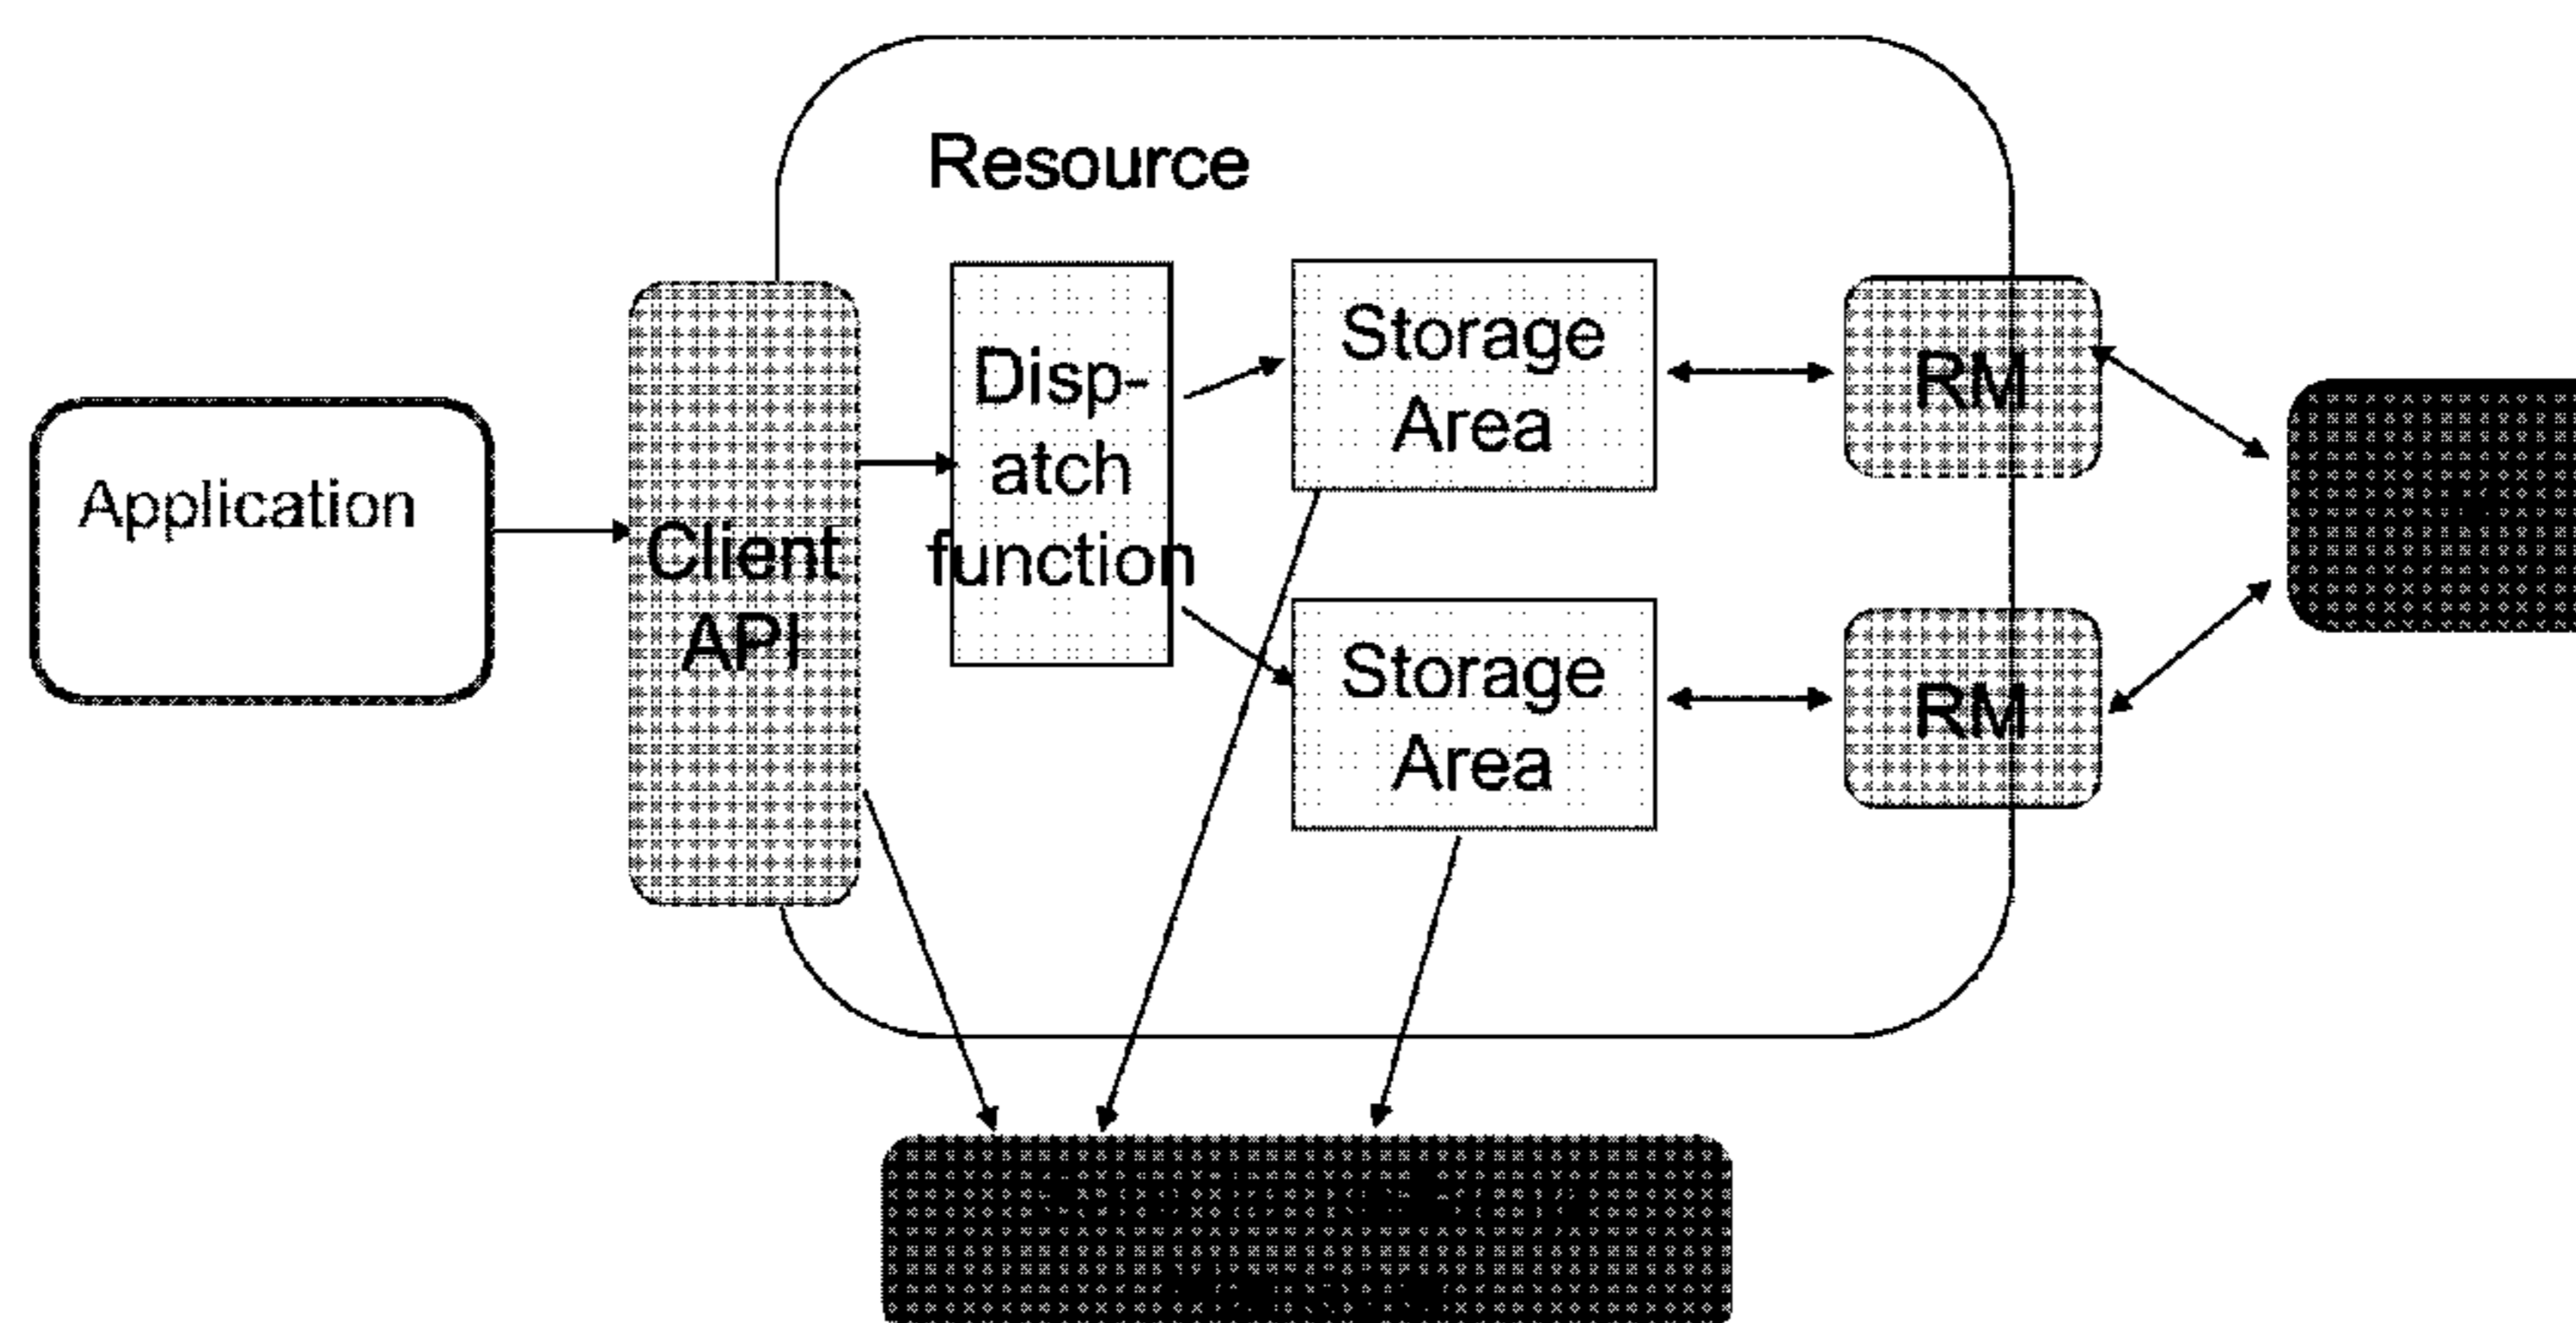 Resource
Application
Client
API
Disp-
atch
function
Storage
Area
Storage
Area
RM
RM